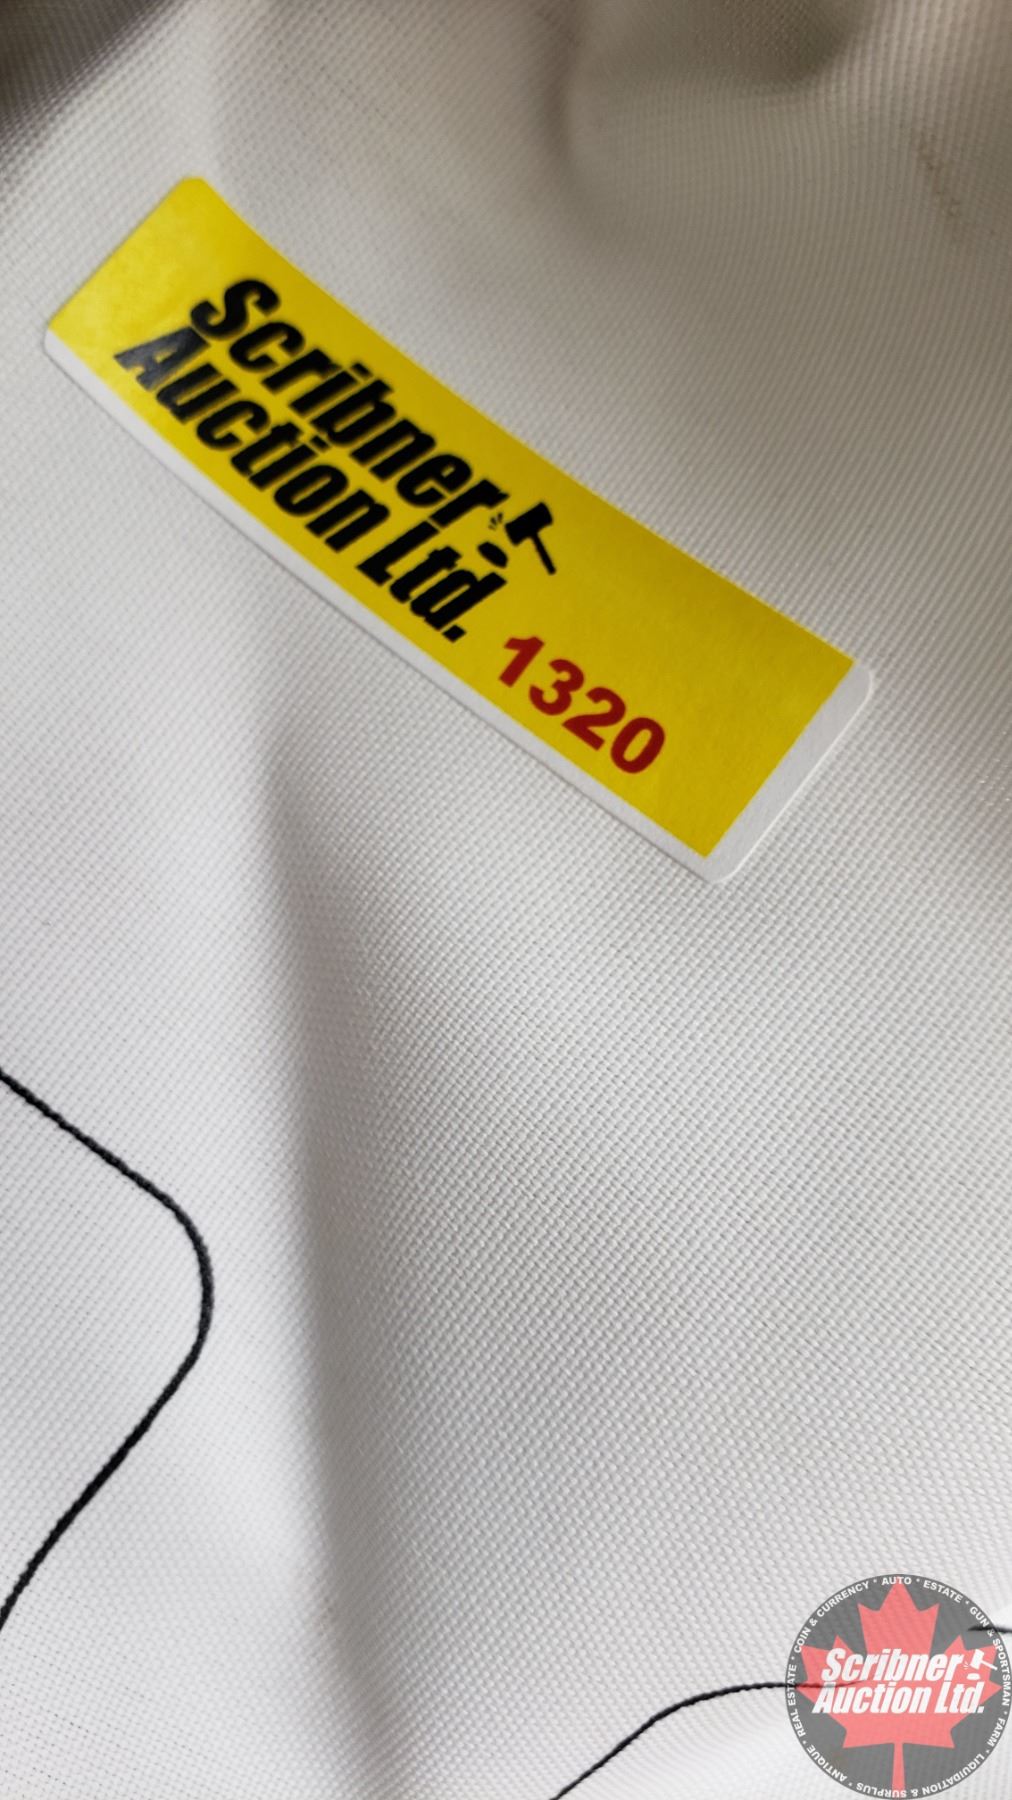 Scribner
Auction Ltd.
1320
COIN & CURRENCY * AUTO * ESTATE * GUN & SPORTSMAN * FARM * LIQUIDATION & SURPLUS * ANTIQUE * REAL ESTATE *
Scribner
Auction Ltd.